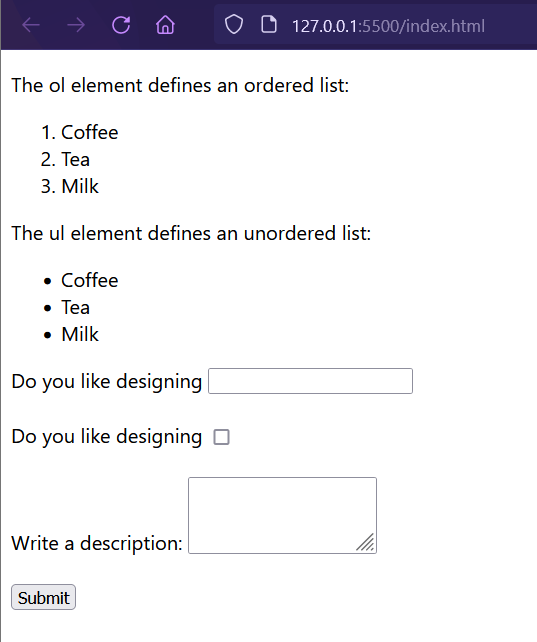 127.0.0.1:5500/index.html
The ol element defines an ordered list:
1. Coffee
2. Tea
3. Milk
The ul element defines an unordered list:
• Coffee
• Tea
• Milk
Do you like designing
Do you like designing
Write a description:
Submit